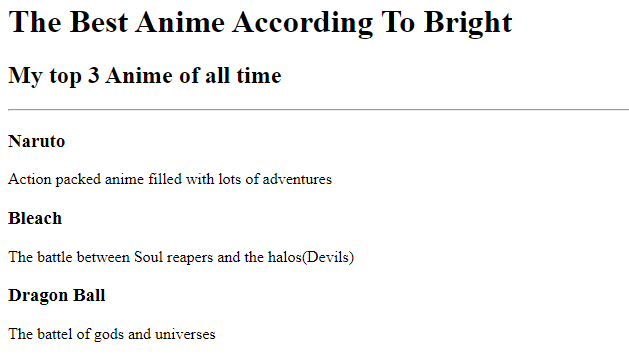 The Best Anime According To Bright
My top 3 Anime of all time
Naruto
Action packed anime filled with lots of adventures
Bleach
The battle between Soul reapers and the halos(Devils)
Dragon Ball
The battel of gods and universes